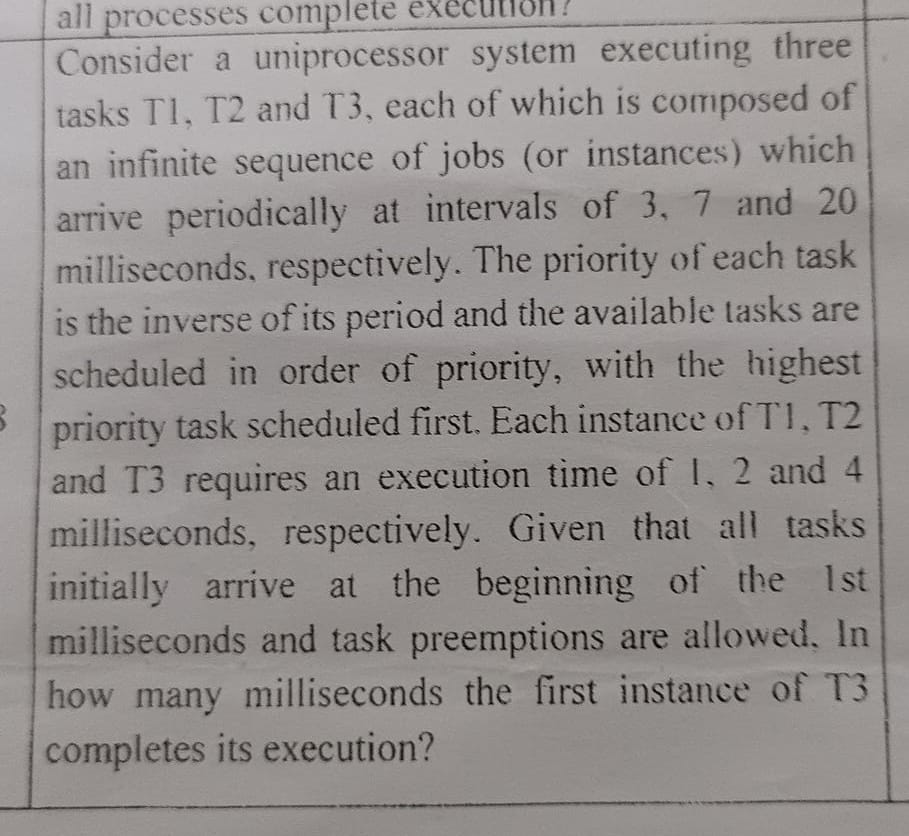 all processes complete execution?
Consider a uniprocessor system executing three
tasks T1, T2 and T3, each of which is composed of
an infinite sequence of jobs (or instances) which
arrive periodically at intervals of 3, 7 and 20
milliseconds, respectively. The priority of each task
is the inverse of its period and the available tasks are
scheduled in order of priority, with the highest
priority task scheduled first. Each instance of T1, T2
and T3 requires an execution time of 1, 2 and 4
milliseconds, respectively. Given that all tasks
initially arrive at the beginning of the 1st
milliseconds and task preemptions are allowed, In
how many milliseconds the first instance of T3
completes its execution?